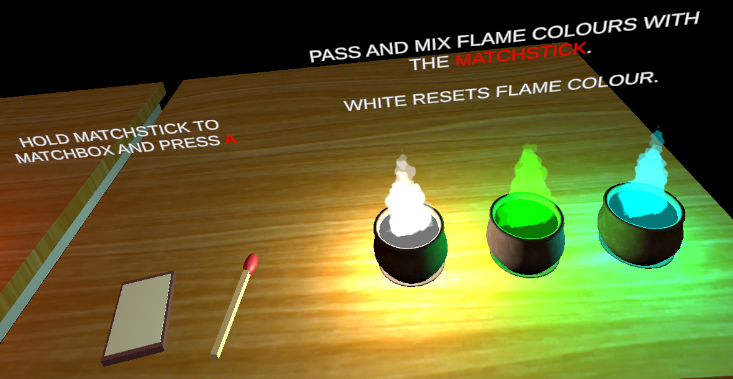 PASS AND MIX FLAME COLOURS WITH
THE MATCHSTICK.
WHITE RESETS FLAME COLOUR.
HOLD MATCHSTICK TO
MATCHBOX AND PRESS A